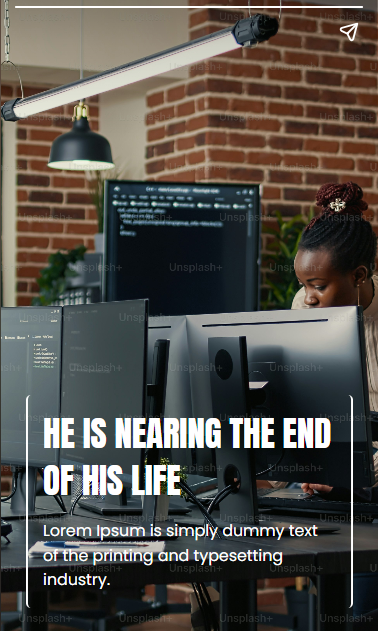 HE IS NEARING THE END
OF HIS LIFE
Lorem Ipsum is simply dummy text
of the printing and typesetting
industry.
Unsplash+